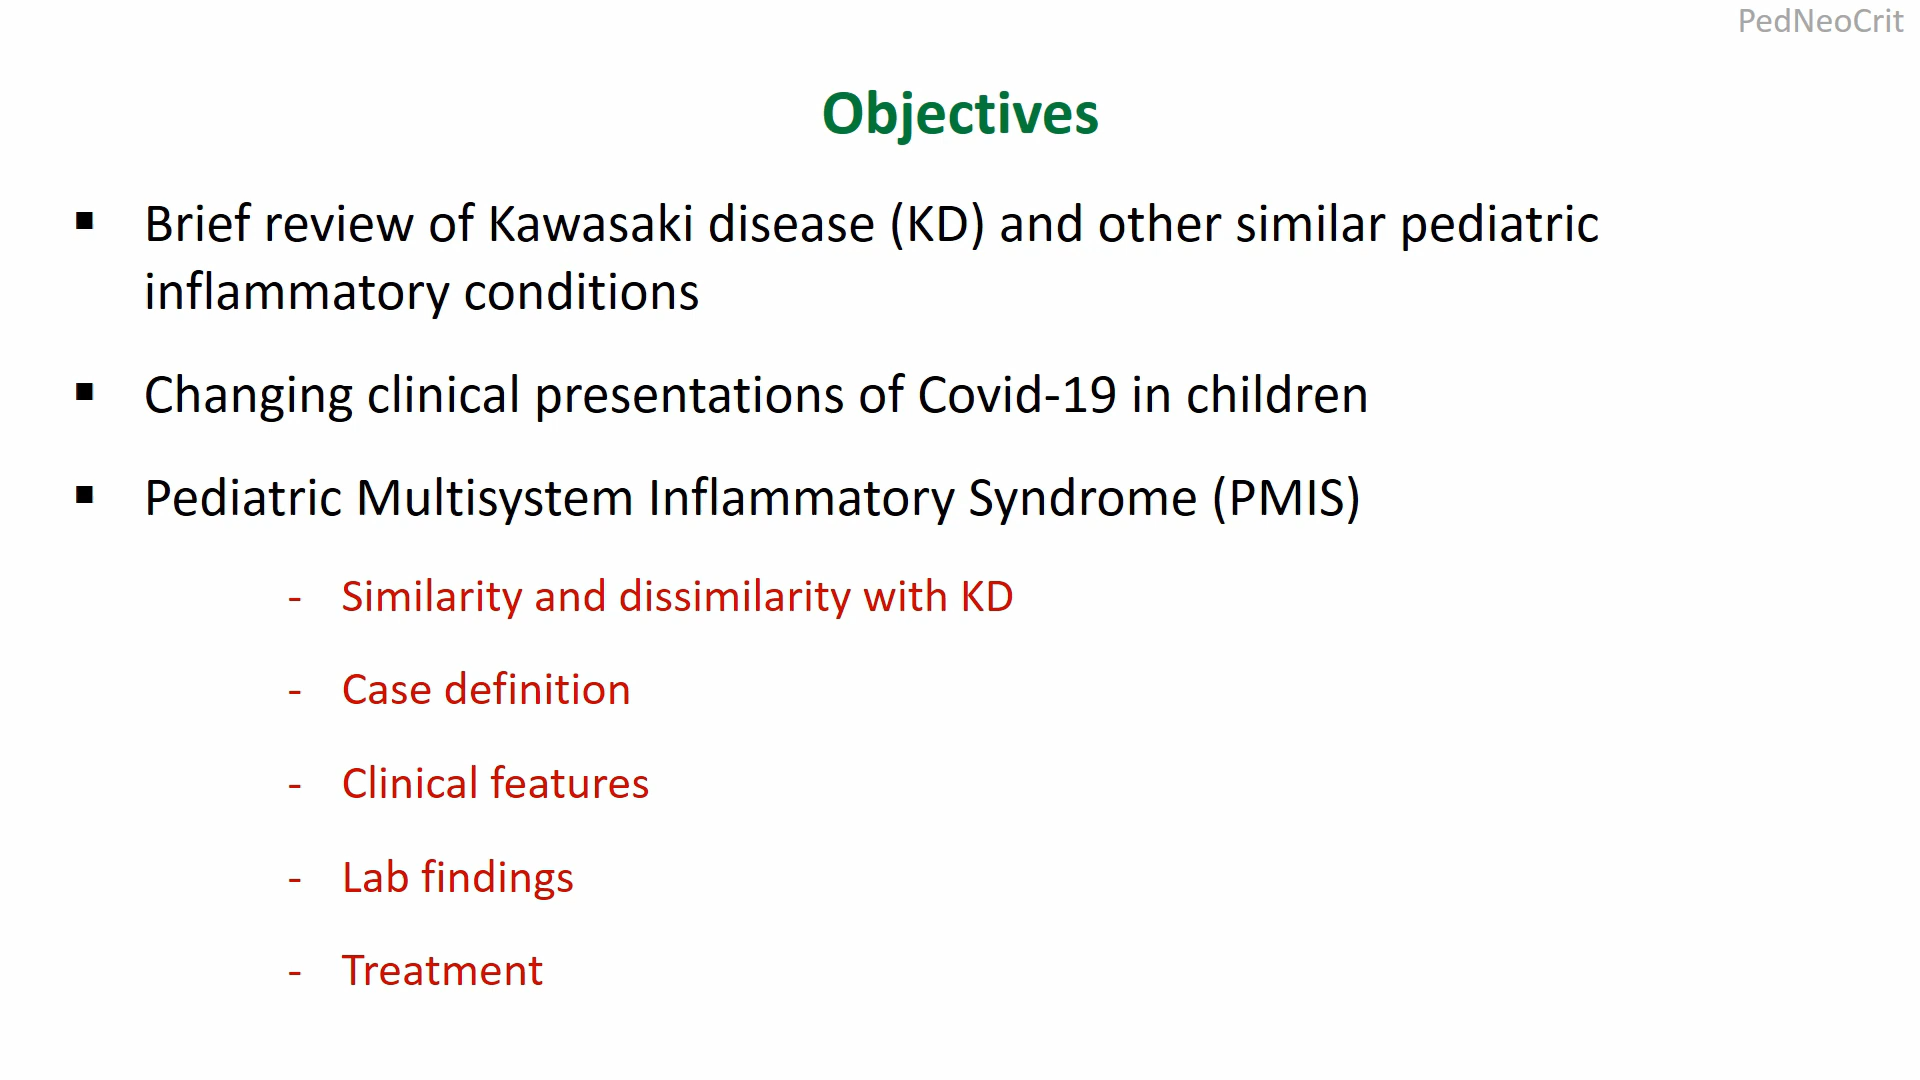 PedNeoCrit
Objectives
▪ Brief review of Kawasaki disease (KD) and other similar pediatric
inflammatory conditions
▪ Changing clinical presentations of Covid-19 in children
▪ Pediatric Multisystem Inflammatory Syndrome (PMIS)
- Similarity and dissimilarity with KD
- Case definition
- Clinical features
- Lab findings
- Treatment